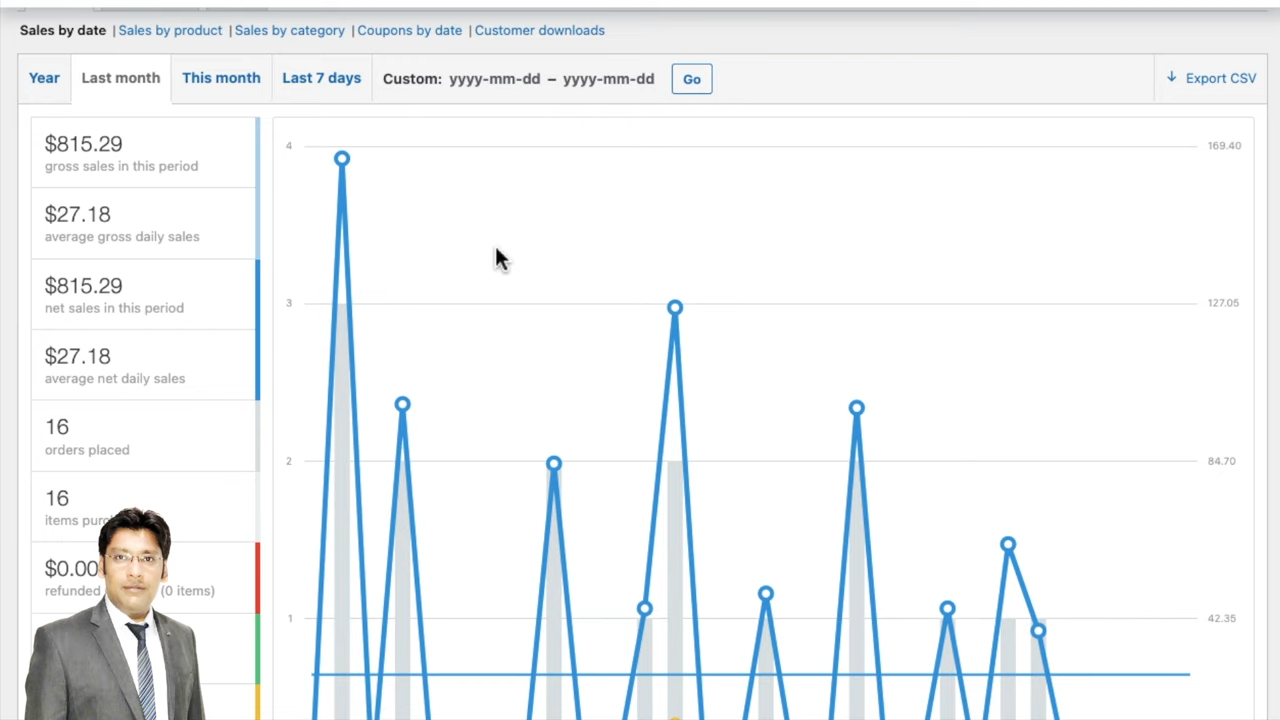 Sales by date | Sales by product | Sales by category | Coupons by date | Customer downloads
Year Last month This month Last 7 days Custom: yyyy-mm-dd – yyyy-mm-dd Go Export CSV
$815.29
gross sales in this period
$27.18
average gross daily sales
$815.29
net sales in this period
$27.18
average net daily sales
16
orders placed
16
items
$0.00
refunded (0 items)
4 169.40
3 127.05
2 84.70
1 42.35